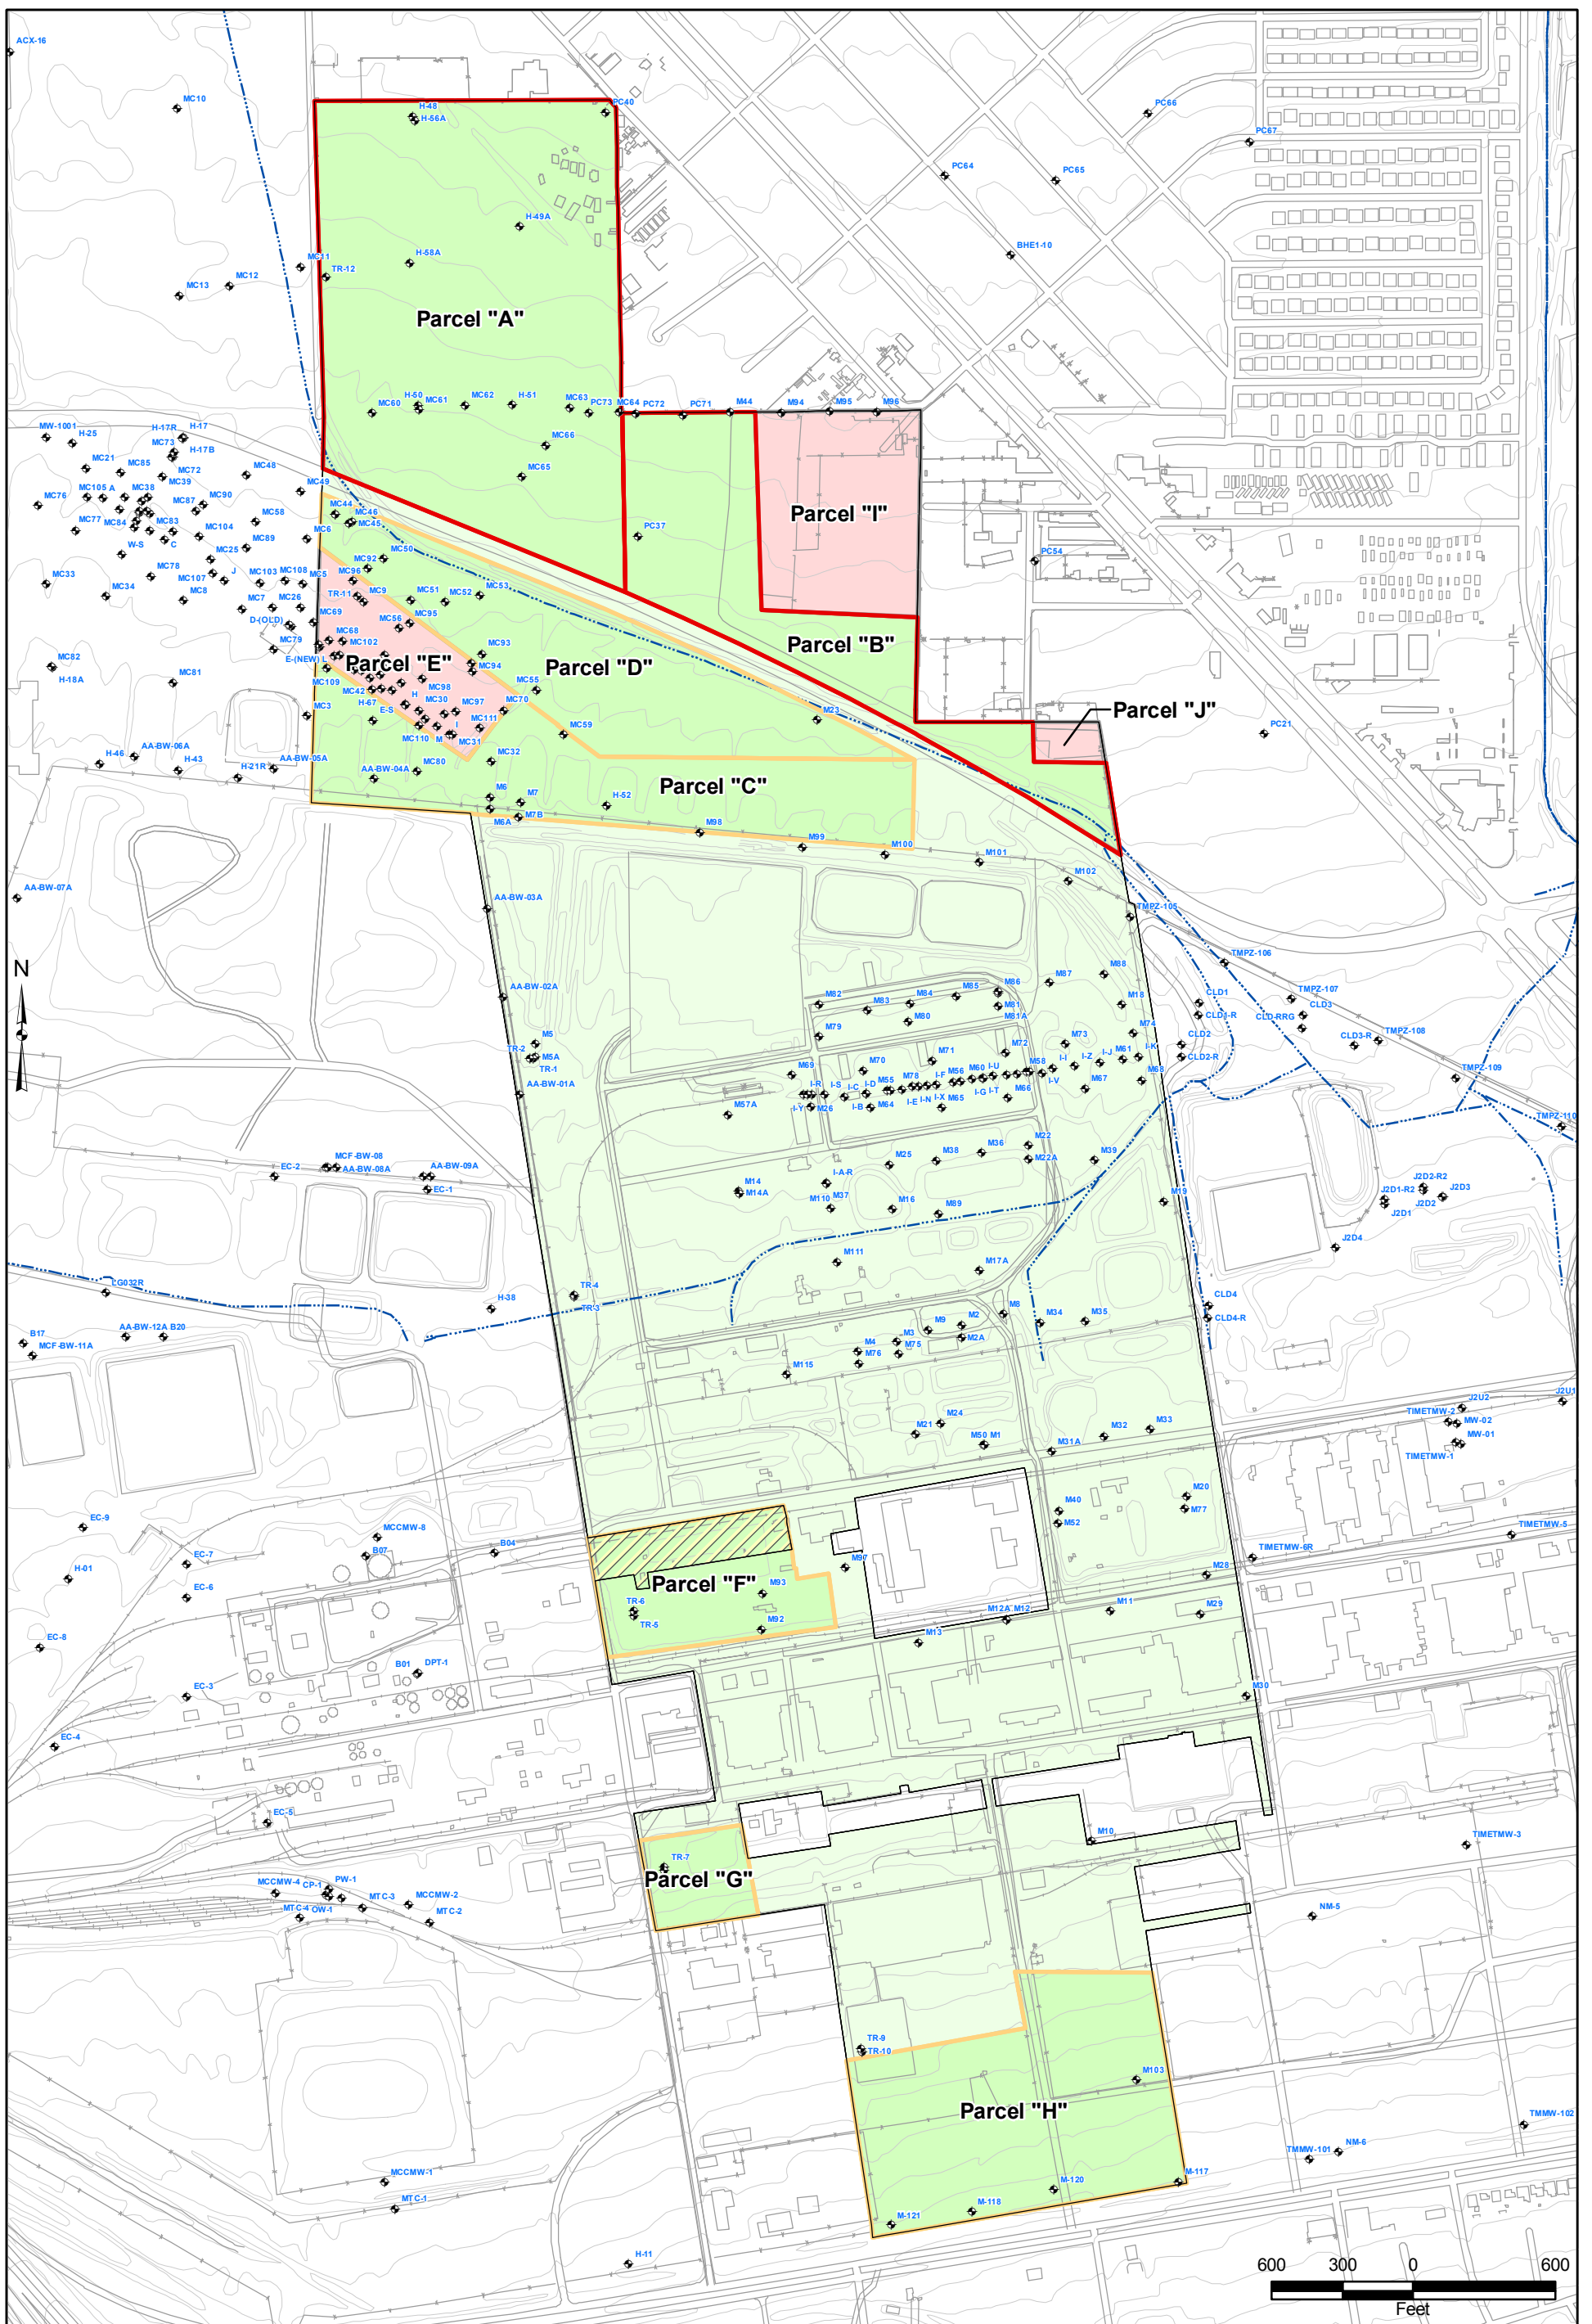 ACX-16
MC10
H-48
H-56A
PC40
PC66
PC67
PC64
PC65
H-49A
BHE1-10
H-58A
MC11
TR-12
MC12
MC13
Parcel "A"
MC60
H-50
MC61
MC62
H-51
MC63
PC73
MC64
PC72
PC71
M44
M94
M95
M96
MW-1001
H-25
H-17R
H-17
MC73
H-17B
MC66
MC65
MC21
MC85
MC72
MC48
MC39
MC49
MC76
MC105
A
MC38
MC87
MC90
MC44
MC46
MC45
Parcel "I"
MC77
MC84
MC83
MC104
MC58
MC6
PC37
W-S
C
MC25
MC89
MC92
MC50
PC54
MC33
MC34
MC78
MC107
J
MC103
MC108
MC5
MC96
MC8
TR-11
MC9
MC51
MC52
MC53
MC7
MC26
MC69
D-(OLD)
MC56
MC95
MC79
MC68
MC102
Parcel "B"
MC82
H-18A
E-(NEW)
L
Parcel "E"
MC93
MC94
Parcel "D"
MC81
MC109
MC42
MC98
MC55
MC3
H-67
E-S
H
MC30
MC97
MC70
M23
Parcel "J"
MC110
M
I
MC31
MC111
MC59
PC21
H-46
AA-BW-06A
H-43
H-21R
AA-BW-05A
AA-BW-04A
MC80
MC32
Parcel "C"
M6
M7
H-52
M6A
M7B
M98
M99
M100
M101
M102
AA-BW-07A
AA-BW-03A
TMPZ-105
N
TMPZ-106
AA-BW-02A
M82
M83
M84
M85
M86
M87
M88
M81
M18
CLD1
CLD1-R
TMPZ-107
CLD3
CLD-RRG
M80
M81A
M79
M5
TR-2
M5A
TR-1
M74
CLD2
CLD2-R
CLD3-R
TMPZ-108
M72
M73
M69
M70
M71
M58
I-I
I-Z
I-J
M61
I-K
TMPZ-109
AA-BW-01A
I-R
I-S
I-C
I-D
M55
M78
I-F
M56
M60
I-U
I-V
M67
M68
M57A
I-Y
M26
I-B
M64
I-E
I-N
I-X
M65
I-G
I-T
M66
TMPZ-110
M22
M36
M38
M25
M22A
M39
EC-2
MCF-BW-08
AA-BW-08A
AA-BW-09A
EC-1
M14
M14A
I-A-R
M110
M37
M16
M89
M19
J2D1-R2
J2D1
J2D2-R2
J2D2
J2D3
J2D4
M111
M17A
LG032R
TR-4
TR-3
H-38
CLD4
CLD4-R
B17
MCF-BW-11A
AA-BW-12A
B20
M8
M34
M35
M9
M2
M2A
M4
M3
M76
M75
M115
J2U2
J2U1
TIMETMW-2
MW-02
MW-01
TIMETMW-1
M24
M21
M50
M1
M31A
M32
M33
M20
M77
M40
M52
EC-9
MCCMW-8
B07
B04
EC-7
H-01
EC-6
EC-8
M97
TIMETMW-5
TIMETMW-6R
M28
Parcel "F"
M93
TR-6
TR-5
M92
M12A
M12
M11
M29
M13
B01
DPT-1
EC-3
EC-4
M30
EC-5
M10
TIMETMW-3
TR-7
Parcel "G"
MCCMW-4
CP-1
PW-1
MTC-4
OW-1
MTC-3
MCCMW-2
MTC-2
NM-5
TR-9
TR-10
M103
Parcel "H"
TMMW-102
TMMW-101
NM-6
MCCMW-1
MTC-1
M-120
M-117
M-118
M-121
H-11
600 300 0 600
Feet